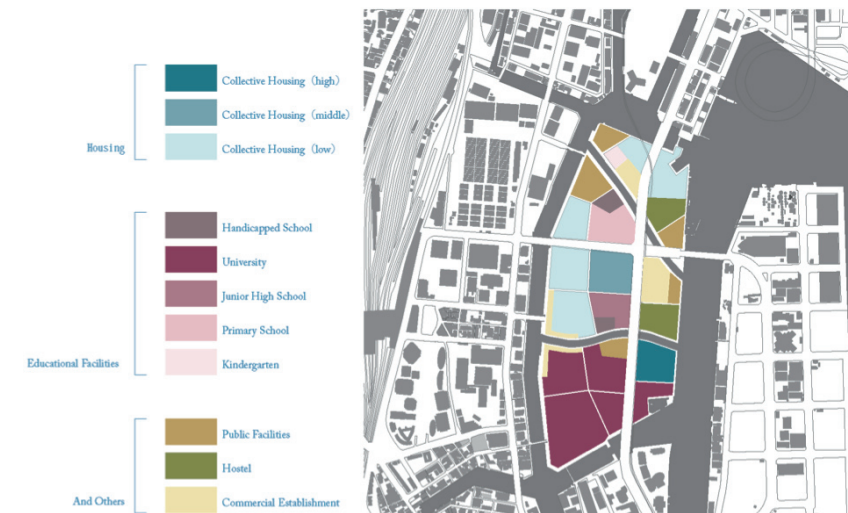 Collective Housing (high)
Collective Housing (middle)
Housing
Collective Housing (low)
Handicapped School
University
Junior High School
Primary School
Educational Facilities
Kindergarten
Public Facilities
Hostel
And Others
Commercial Establishment